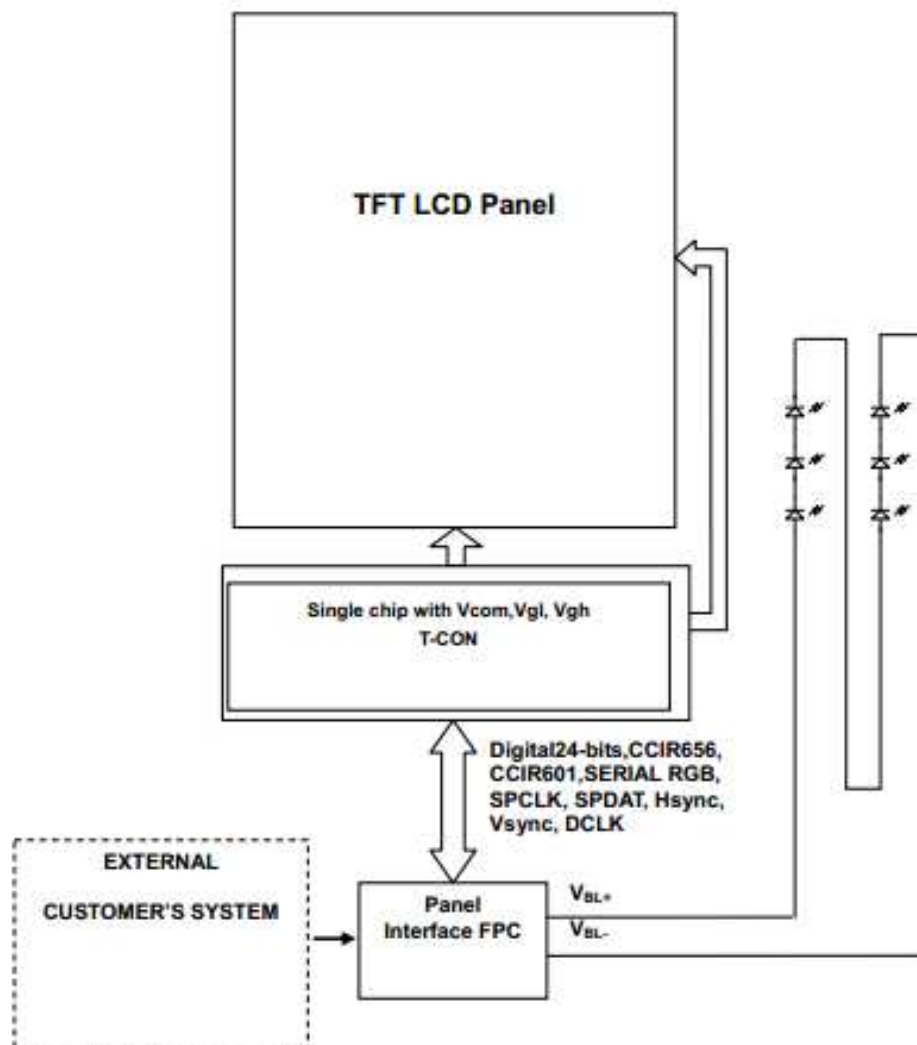 TFT LCD Panel
Single chip with Vcom,Vgl, Vgh
T-CON
Digital24-bits,CCIR656,
CCIR601,SERIAL RGB,
SPCLK, SPDAT, Hsync,
Vsync, DCLK
EXTERNAL
CUSTOMER'S SYSTEM
Panel
Interface FPC
VBL+
VBL-